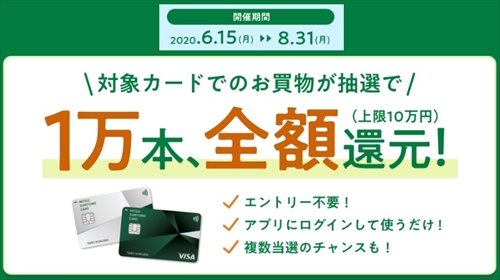 開催期間
2020.6.15(月) 8.31(月)
対象カードでのお買物が抽選で
1万本、全額還元!
(上限10万円)
エントリー不要!
アプリにログインして使うだけ!
複数当選のチャンスも!
VISA